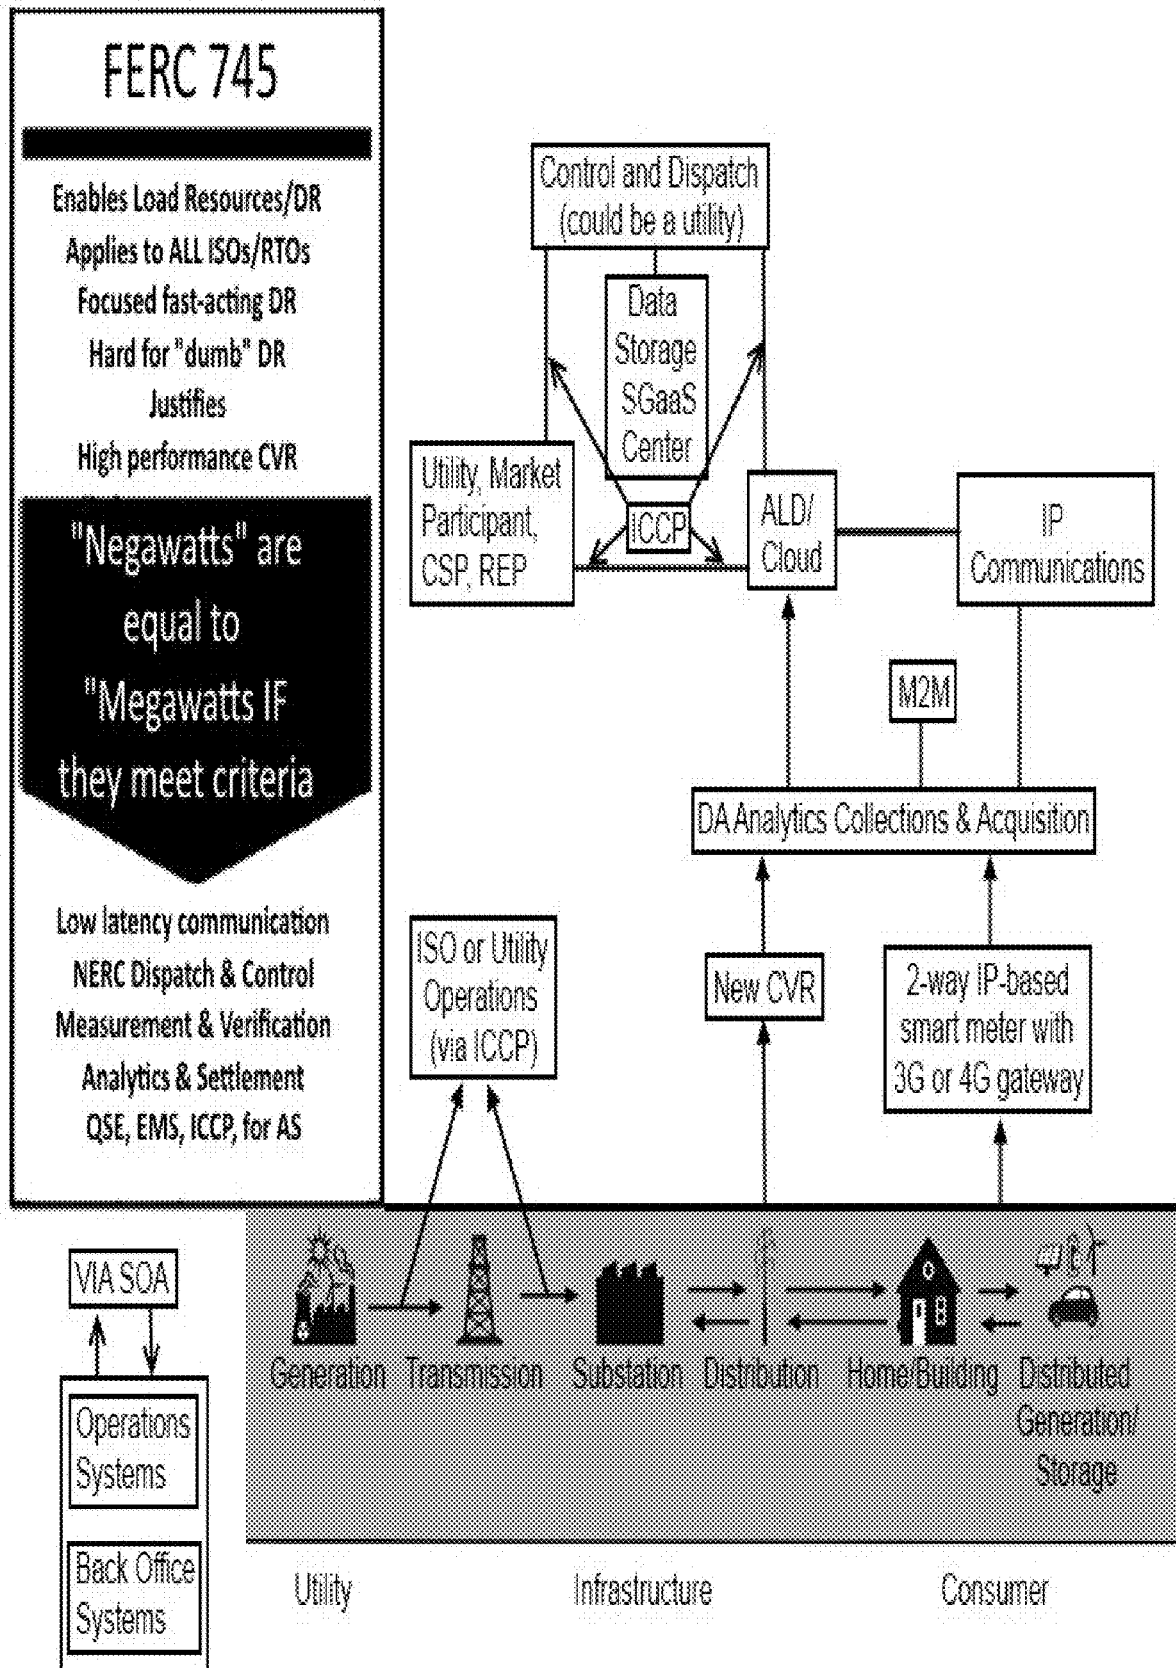 FERC 745
Enables Load Resources/DR
Applies to ALL ISOs/RTOs
Focused fast-acting DR
Hard for "dumb" DR
Justifies
High performance CVR
"Negawatts" are
equal to
"Megawatts IF
they meet criteria
Low latency communication
NERC Dispatch & Control
Measurement & Verification
Analytics & Settlement
QSE, EMS, ICCP, for AS
Control and Dispatch
(could be a utility)
Data
Storage
SGaaS
Center
Utility, Market
Participant,
CSP, REP
ICCP
ALD/
Cloud
IP
Communications
M2M
DA Analytics Collections & Acquisition
ISO or Utility
Operations
(via ICCP)
New CVR
2-way IP-based
smart meter with
3G or 4G gateway
VIA SOA
Operations
Systems
Back Office
Systems
Generation
Transmission
Substation
Distribution
Home/Building
Distributed
Generation/
Storage
Utility
Infrastructure
Consumer